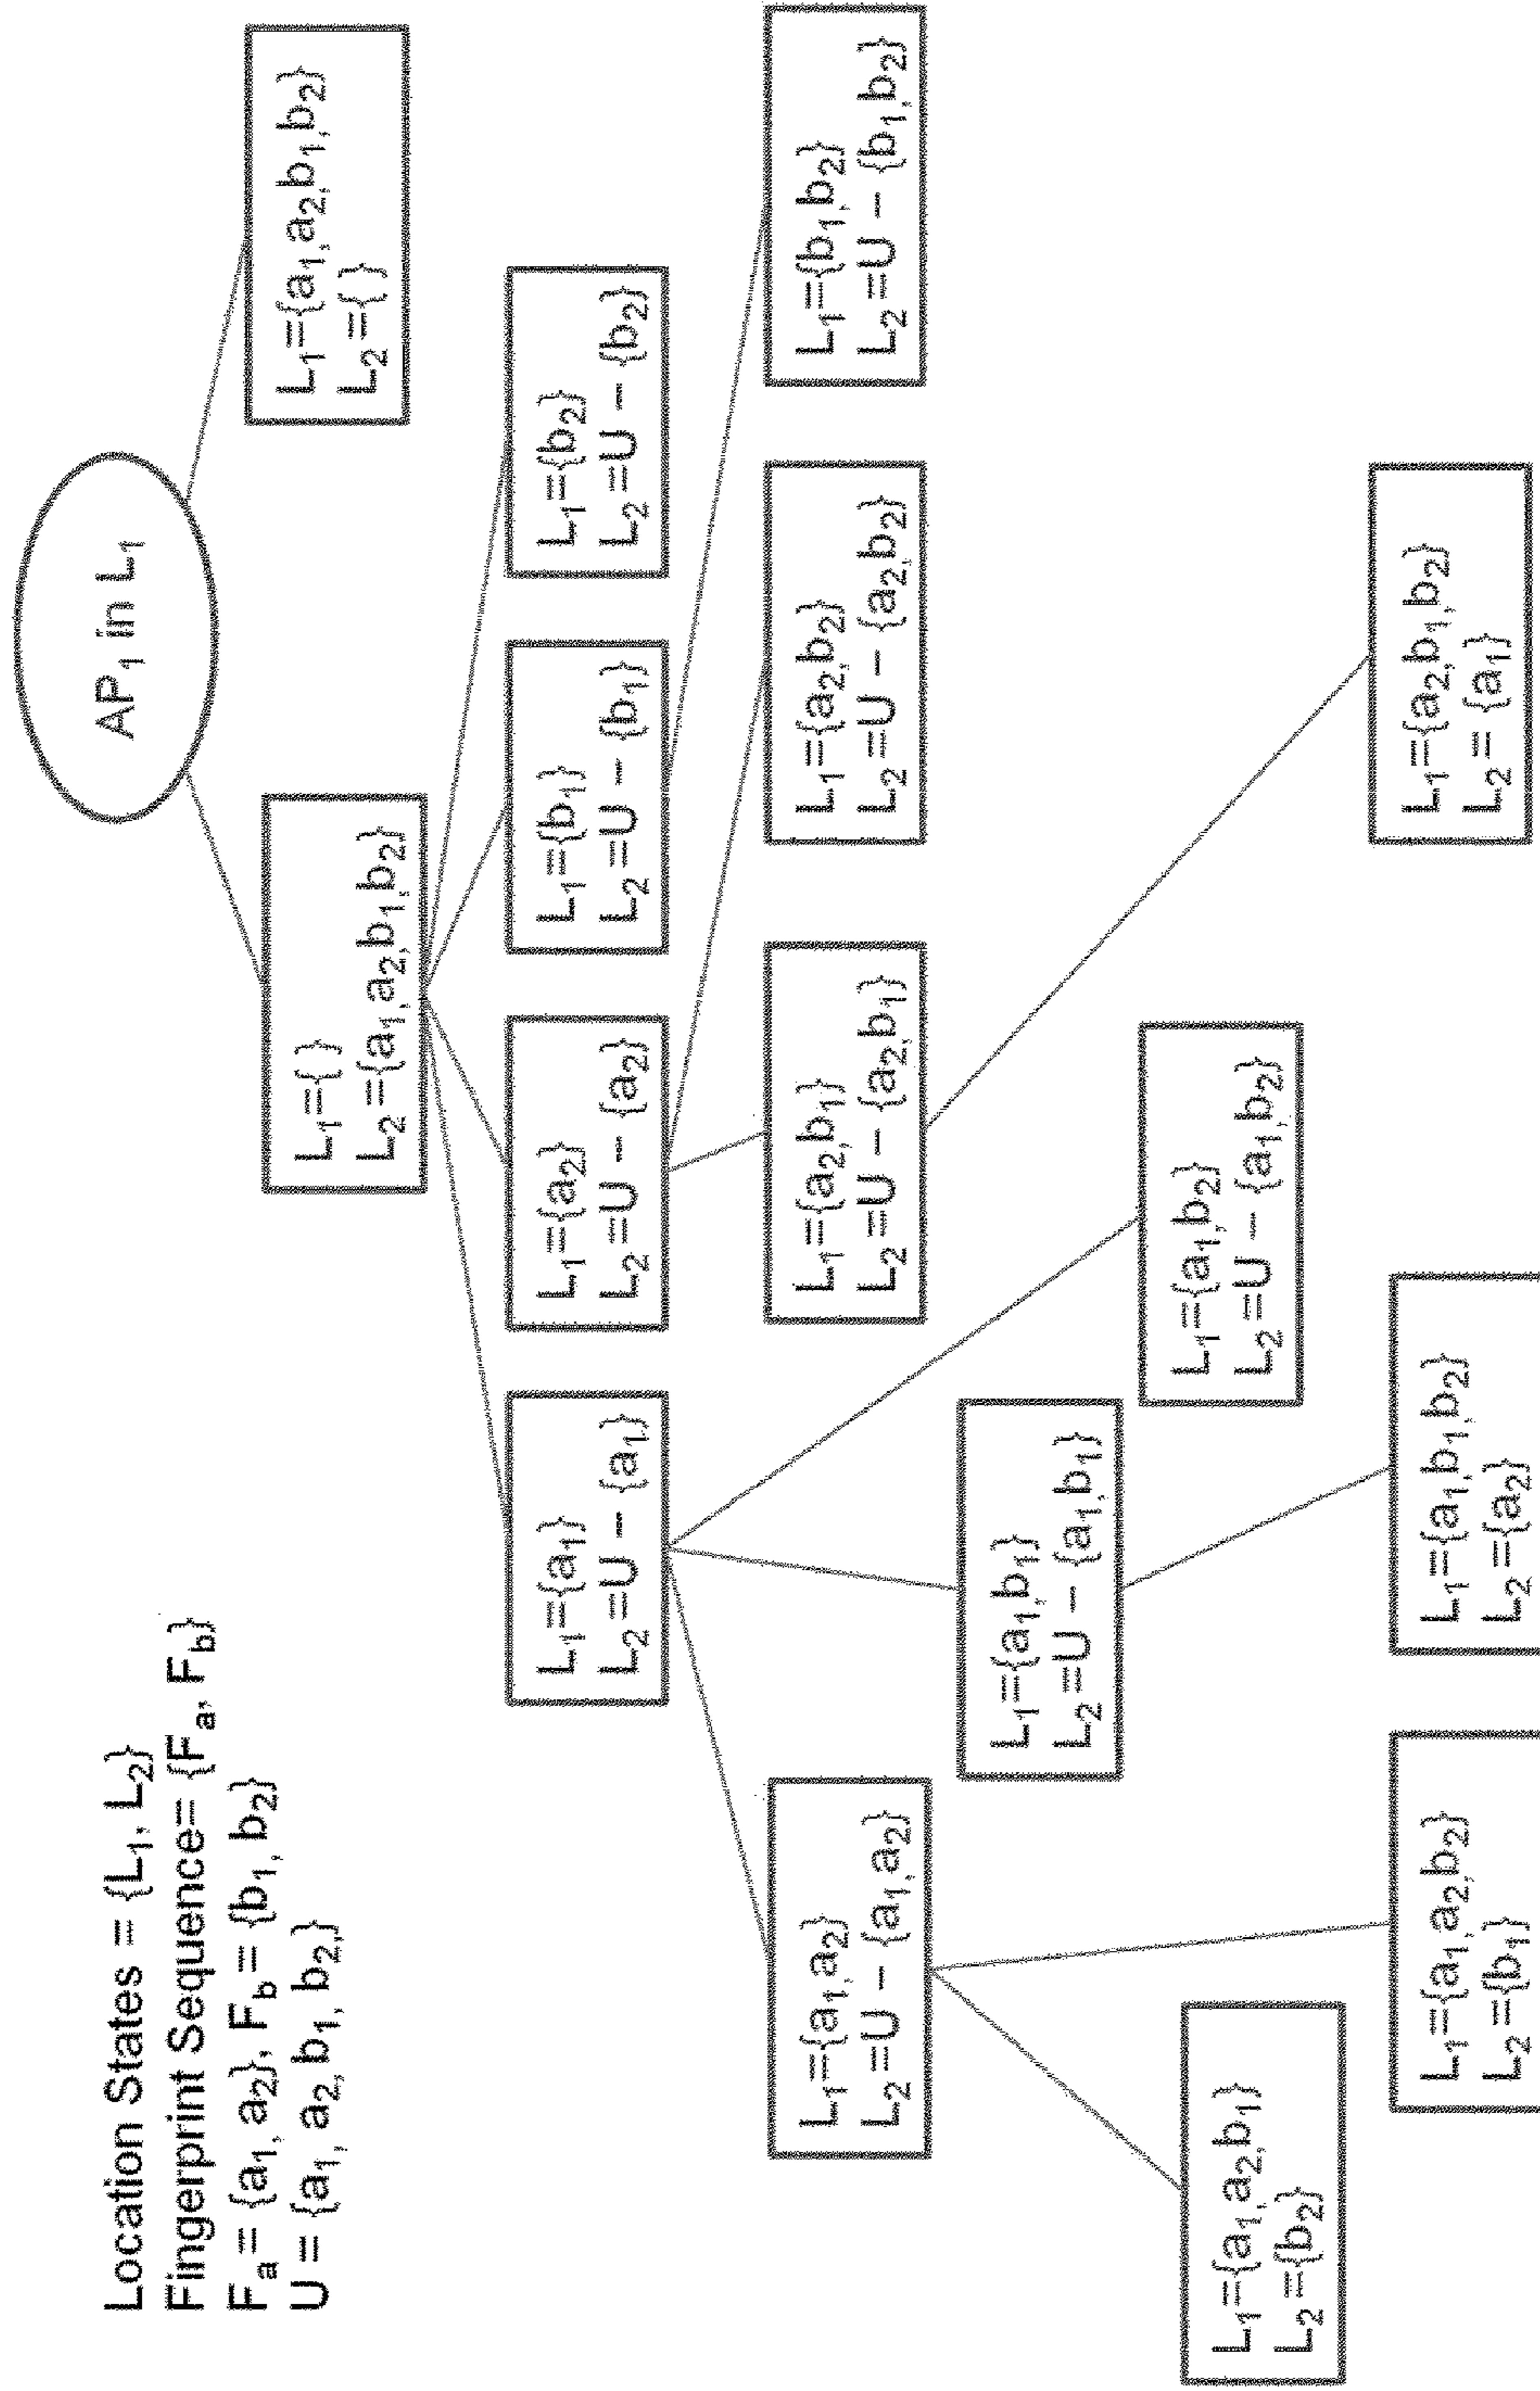 Location States = {L₁, L₂}
Fingerprint Sequence= {Fₐ, F_b}
Fₐ= {a₁, a₂}, F_b = {b₁, b₂}
U = {a₁, a₂, b₁, b₂,}
AP₁ in L₁
L₁={ }
L₂={a₁,a₂,b₁,b₂}
L₁={a₁,a₂,b₁,b₂}
L₂={ }
L₁={a₁}
L₂=U – {a₁}
L₁={a₂}
L₂=U – {a₂}
L₁={b₁}
L₂=U – {b₁}
L₁={b₂}
L₂=U – {b₂}
L₁={a₁,a₂}
L₂=U – {a₁,a₂}
L₁={a₂,b₁}
L₂=U – {a₂,b₁}
L₁={a₂,b₂}
L₂=U – {a₂,b₂}
L₁={b₁,b₂}
L₂=U – {b₁,b₂}
L₁={a₁,b₁}
L₂=U – {a₁,b₁}
L₁={a₁,b₂}
L₂=U – {a₁,b₂}
L₁={a₁,a₂,b₁}
L₂={b₂}
L₁={a₁,a₂,b₂}
L₂={b₁}
L₁={a₁,b₁,b₂}
L₂={a₂}
L₁={a₂,b₁,b₂}
L₂= {a₁}